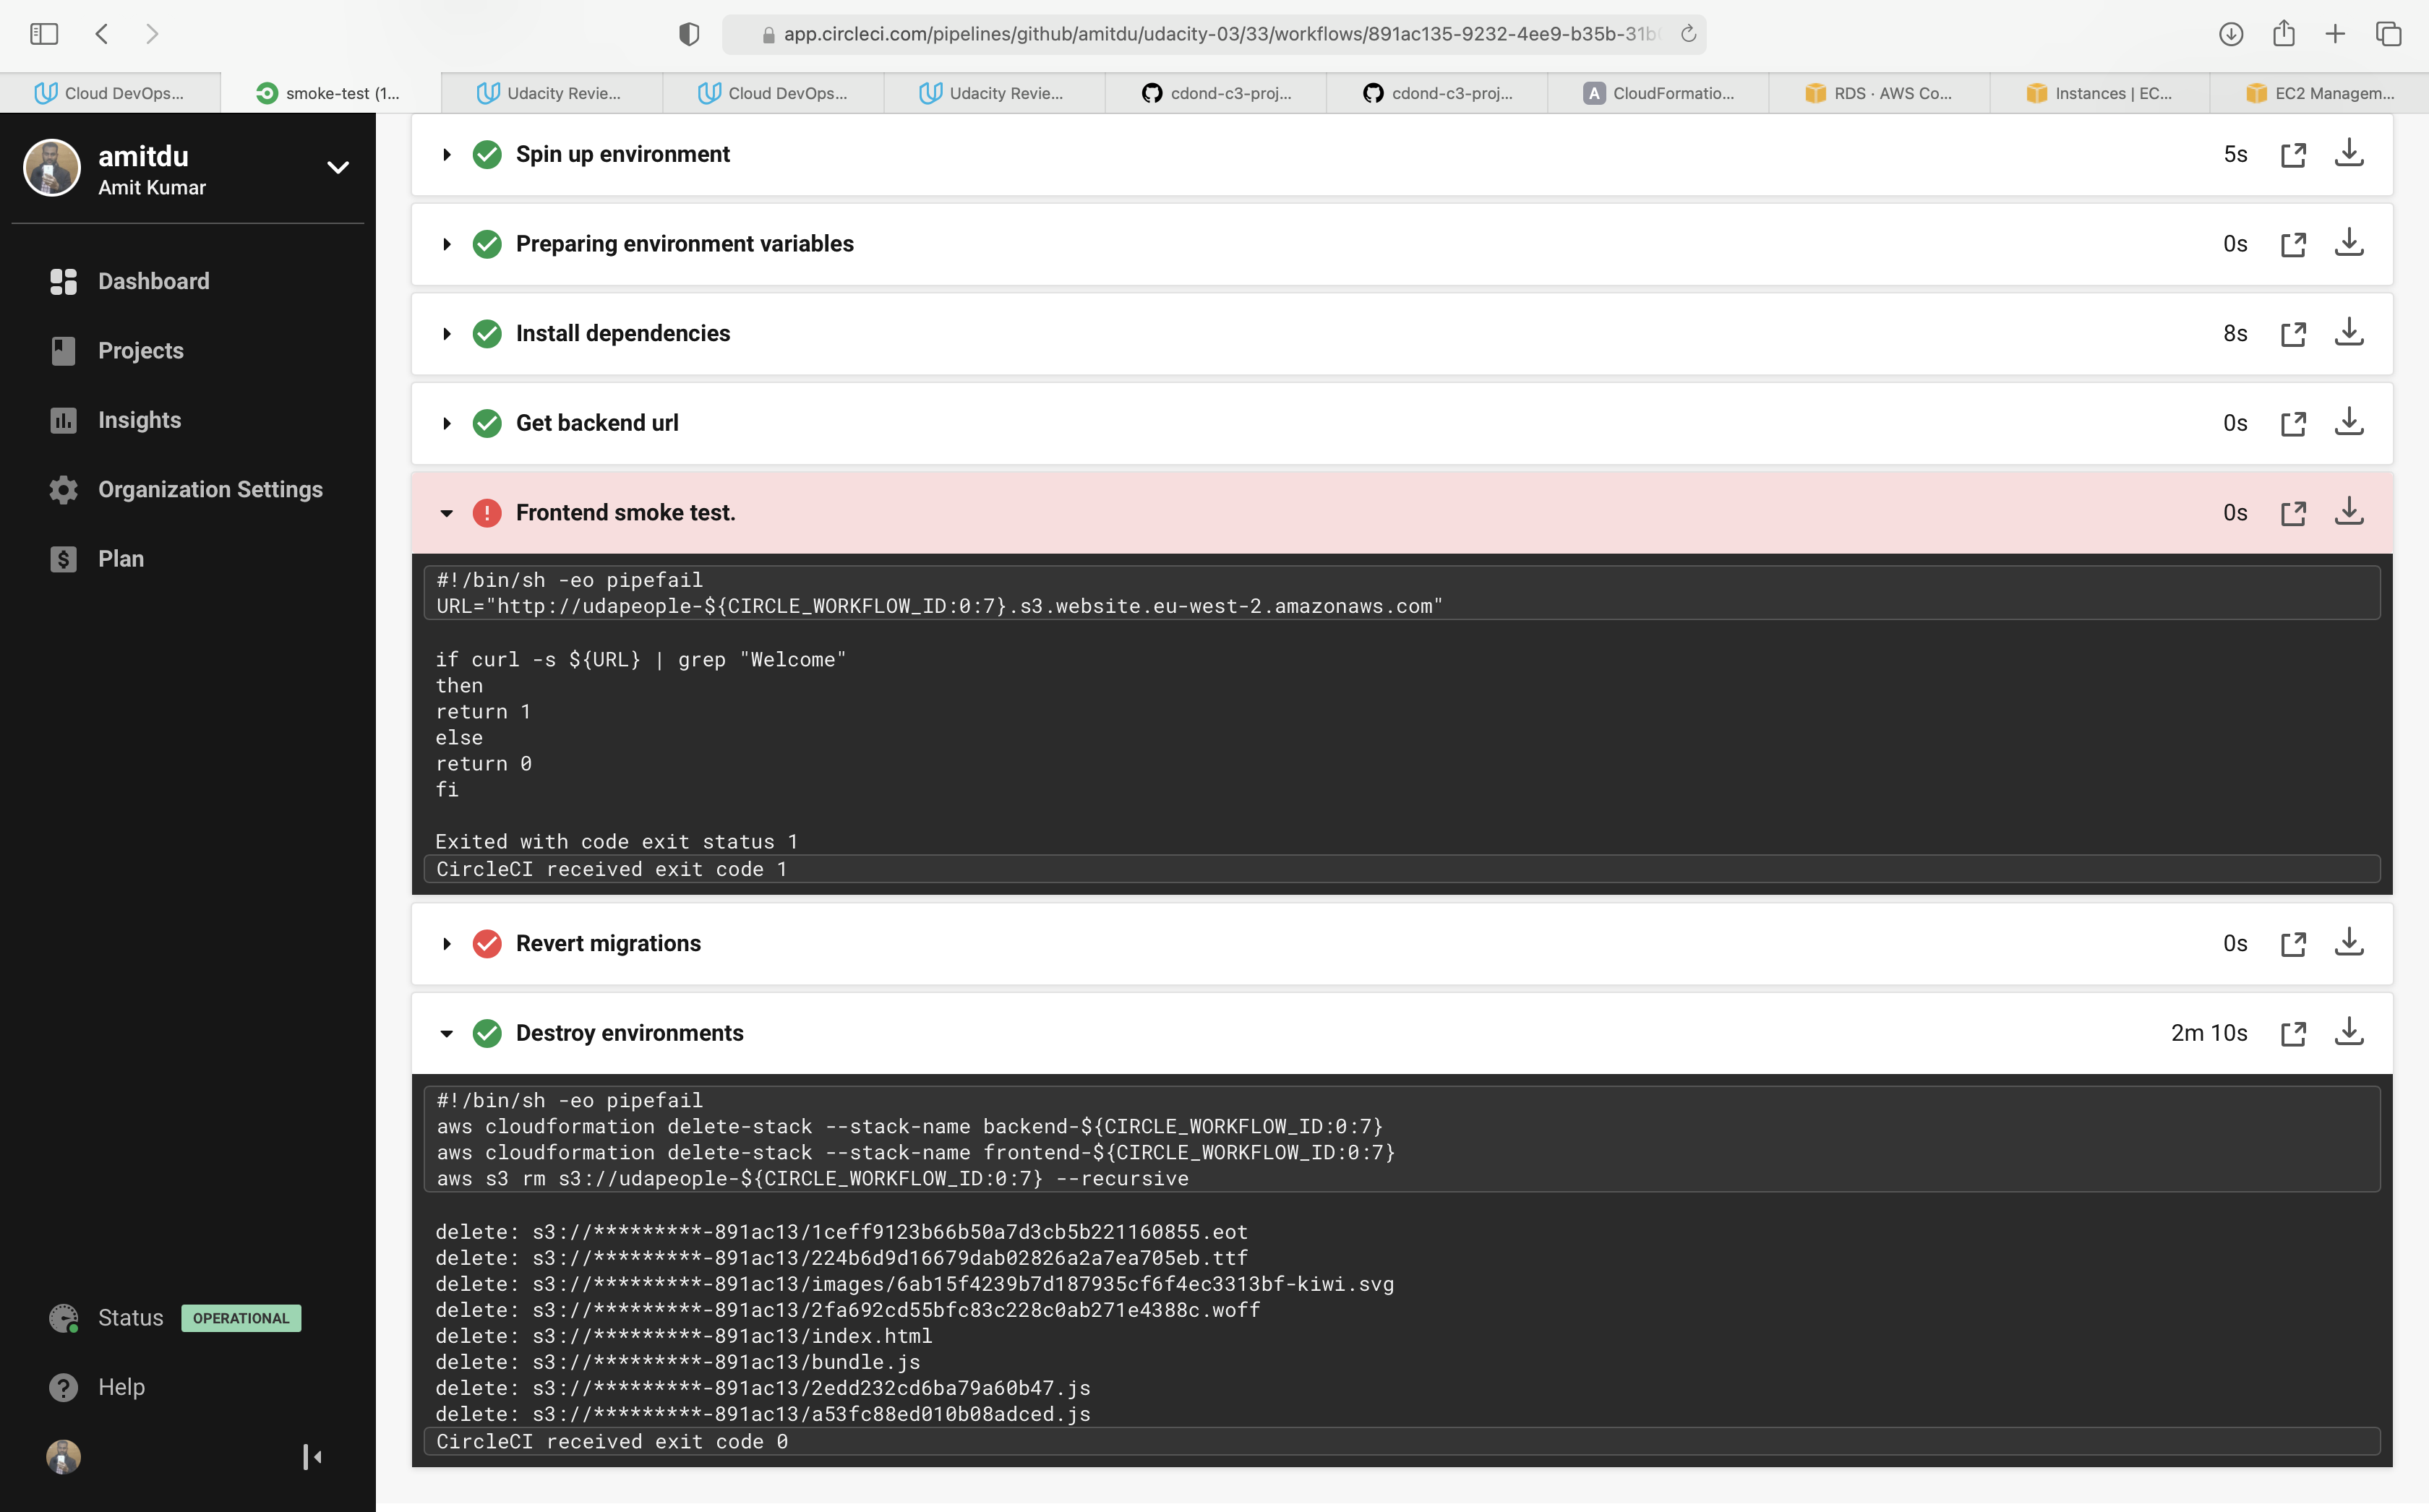 app.circleci.com/pipelines/github/amitdu/udacity-03/33/workflows/891ac135-9232-4ee9-b35b-31b
Cloud DevOps...
smoke-test (1...
Udacity Revie...
Cloud DevOps...
Udacity Revie...
cdond-c3-proj...
cdond-c3-proj...
A CloudFormatio...
RDS · AWS Co...
Instances | EC...
EC2 Managem...
amitdu
Amit Kumar
Dashboard
Projects
Insights
Organization Settings
Plan
Status OPERATIONAL
Help
Spin up environment 5s
Preparing environment variables 0s
Install dependencies 8s
Get backend url 0s
Frontend smoke test. 0s
#!/bin/sh -eo pipefail
URL="http://udapeople-${CIRCLE_WORKFLOW_ID:0:7}.s3.website.eu-west-2.amazonaws.com"
if curl -s ${URL} | grep "Welcome"
then
return 1
else
return 0
fi
Exited with code exit status 1
CircleCI received exit code 1
Revert migrations 0s
Destroy environments 2m 10s
#!/bin/sh -eo pipefail
aws cloudformation delete-stack --stack-name backend-${CIRCLE_WORKFLOW_ID:0:7}
aws cloudformation delete-stack --stack-name frontend-${CIRCLE_WORKFLOW_ID:0:7}
aws s3 rm s3://udapeople-${CIRCLE_WORKFLOW_ID:0:7} --recursive
delete: s3://*********-891ac13/1ceff9123b66b50a7d3cb5b221160855.eot
delete: s3://*********-891ac13/224b6d9d16679dab02826a2a7ea705eb.ttf
delete: s3://*********-891ac13/images/6ab15f4239b7d187935cf6f4ec3313bf-kiwi.svg
delete: s3://*********-891ac13/2fa692cd55bfc83c228c0ab271e4388c.woff
delete: s3://*********-891ac13/index.html
delete: s3://*********-891ac13/bundle.js
delete: s3://*********-891ac13/2edd232cd6ba79a60b47.js
delete: s3://*********-891ac13/a53fc88ed010b08adced.js
CircleCI received exit code 0